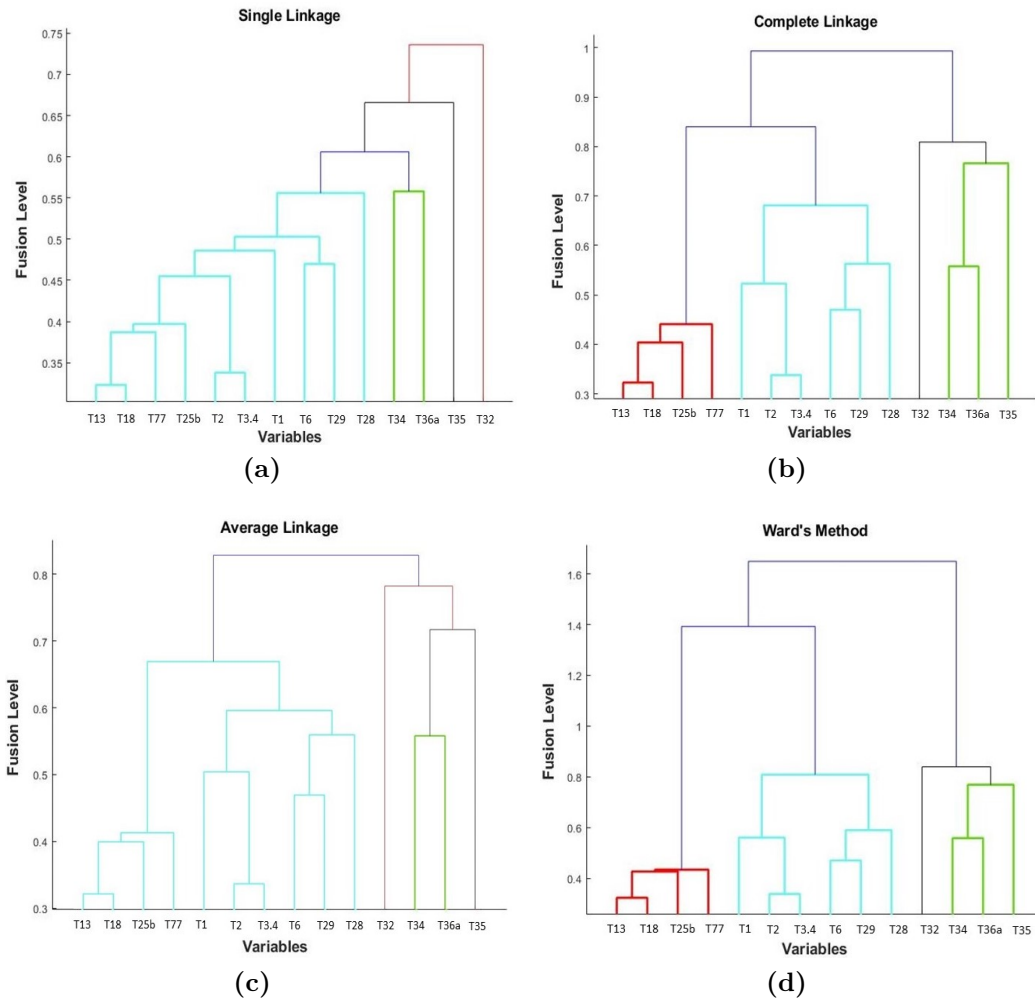 Single Linkage
0.75
0.7
0.65
0.6
0.55
0.5
0.45
0.4
0.35
Fusion Level
T13 T18 T77 T25b T2 T3.4 T1 T6 T29 T28 T34 T36a T35 T32
Variables
(a)
Complete Linkage
1
0.9
0.8
0.7
0.6
0.5
0.4
0.3
Fusion Level
T13 T18 T25b T77 T1 T2 T3.4 T6 T29 T28 T32 T34 T36a T35
Variables
(b)
Average Linkage
0.8
0.7
0.6
0.5
0.4
0.3
Fusion Level
T13 T18 T25b T77 T1 T2 T3.4 T6 T29 T28 T32 T34 T36a T35
Variables
(c)
Ward's Method
1.6
1.4
1.2
1
0.8
0.6
0.4
Fusion Level
T13 T18 T25b T77 T1 T2 T3.4 T6 T29 T28 T32 T34 T36a T35
Variables
(d)